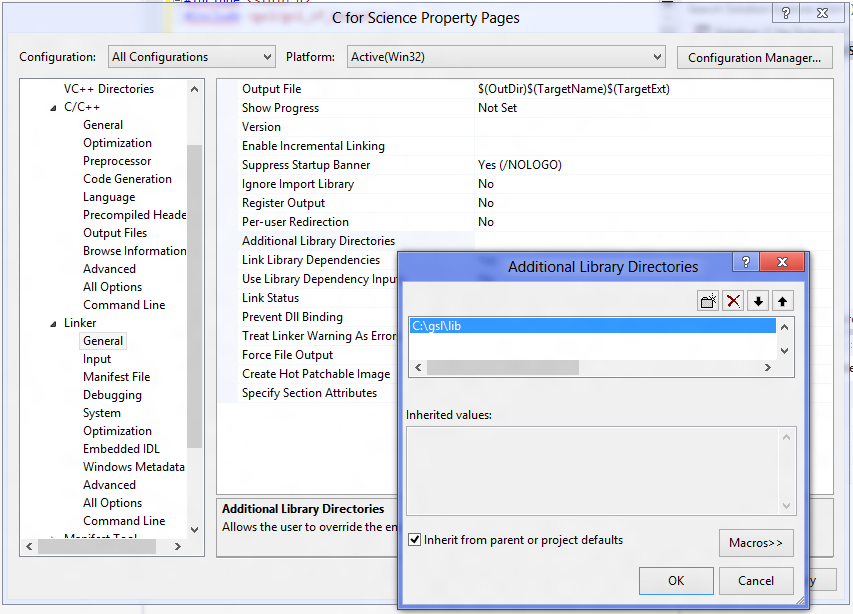 C for Science Property Pages
Configuration: All Configurations Platform: Active(Win32) Configuration Manager...
VC++ Directories
C/C++
General
Optimization
Preprocessor
Code Generation
Language
Precompiled Heade
Output Files
Browse Information
Advanced
All Options
Command Line
Linker
General
Input
Manifest File
Debugging
System
Optimization
Embedded IDL
Windows Metadata
Advanced
All Options
Command Line
Output File $(OutDir)$(TargetName)$(TargetExt)
Show Progress Not Set
Version
Enable Incremental Linking
Suppress Startup Banner Yes (/NOLOGO)
Ignore Import Library No
Register Output No
Per-user Redirection No
Additional Library Directories
Link Library Dependencies
Use Library Dependency Inpu
Link Status
Prevent Dll Binding
Treat Linker Warning As Error
Force File Output
Create Hot Patchable Image
Specify Section Attributes
Additional Library Directories
Allows the user to override the en
Additional Library Directories
C:\gsl\lib
Inherited values:
Inherit from parent or project defaults
Macros>>
OK Cancel